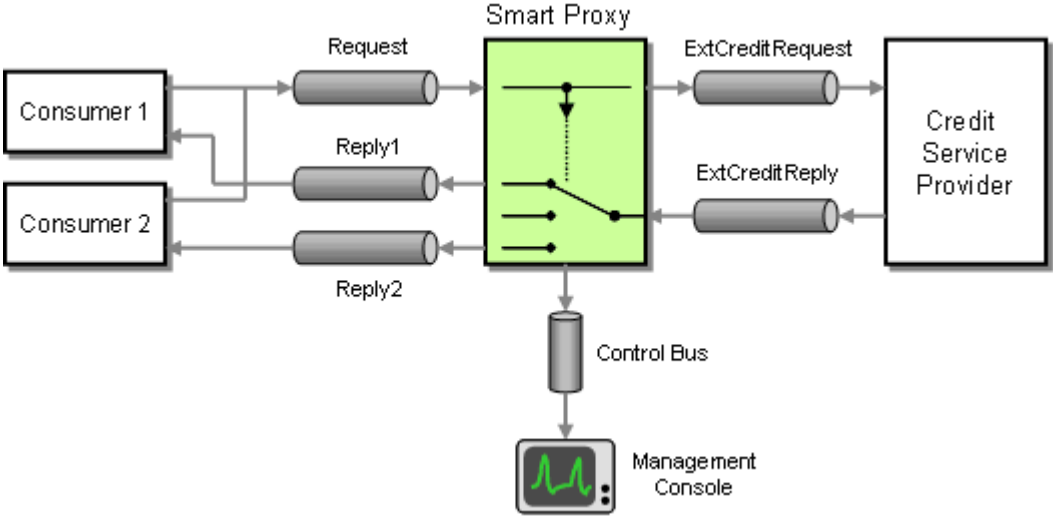 Smart Proxy
Request
ExtCreditRequest
Consumer 1
Credit
Service
Provider
Reply1
ExtCreditReply
Consumer 2
Reply2
Control Bus
Management
Console